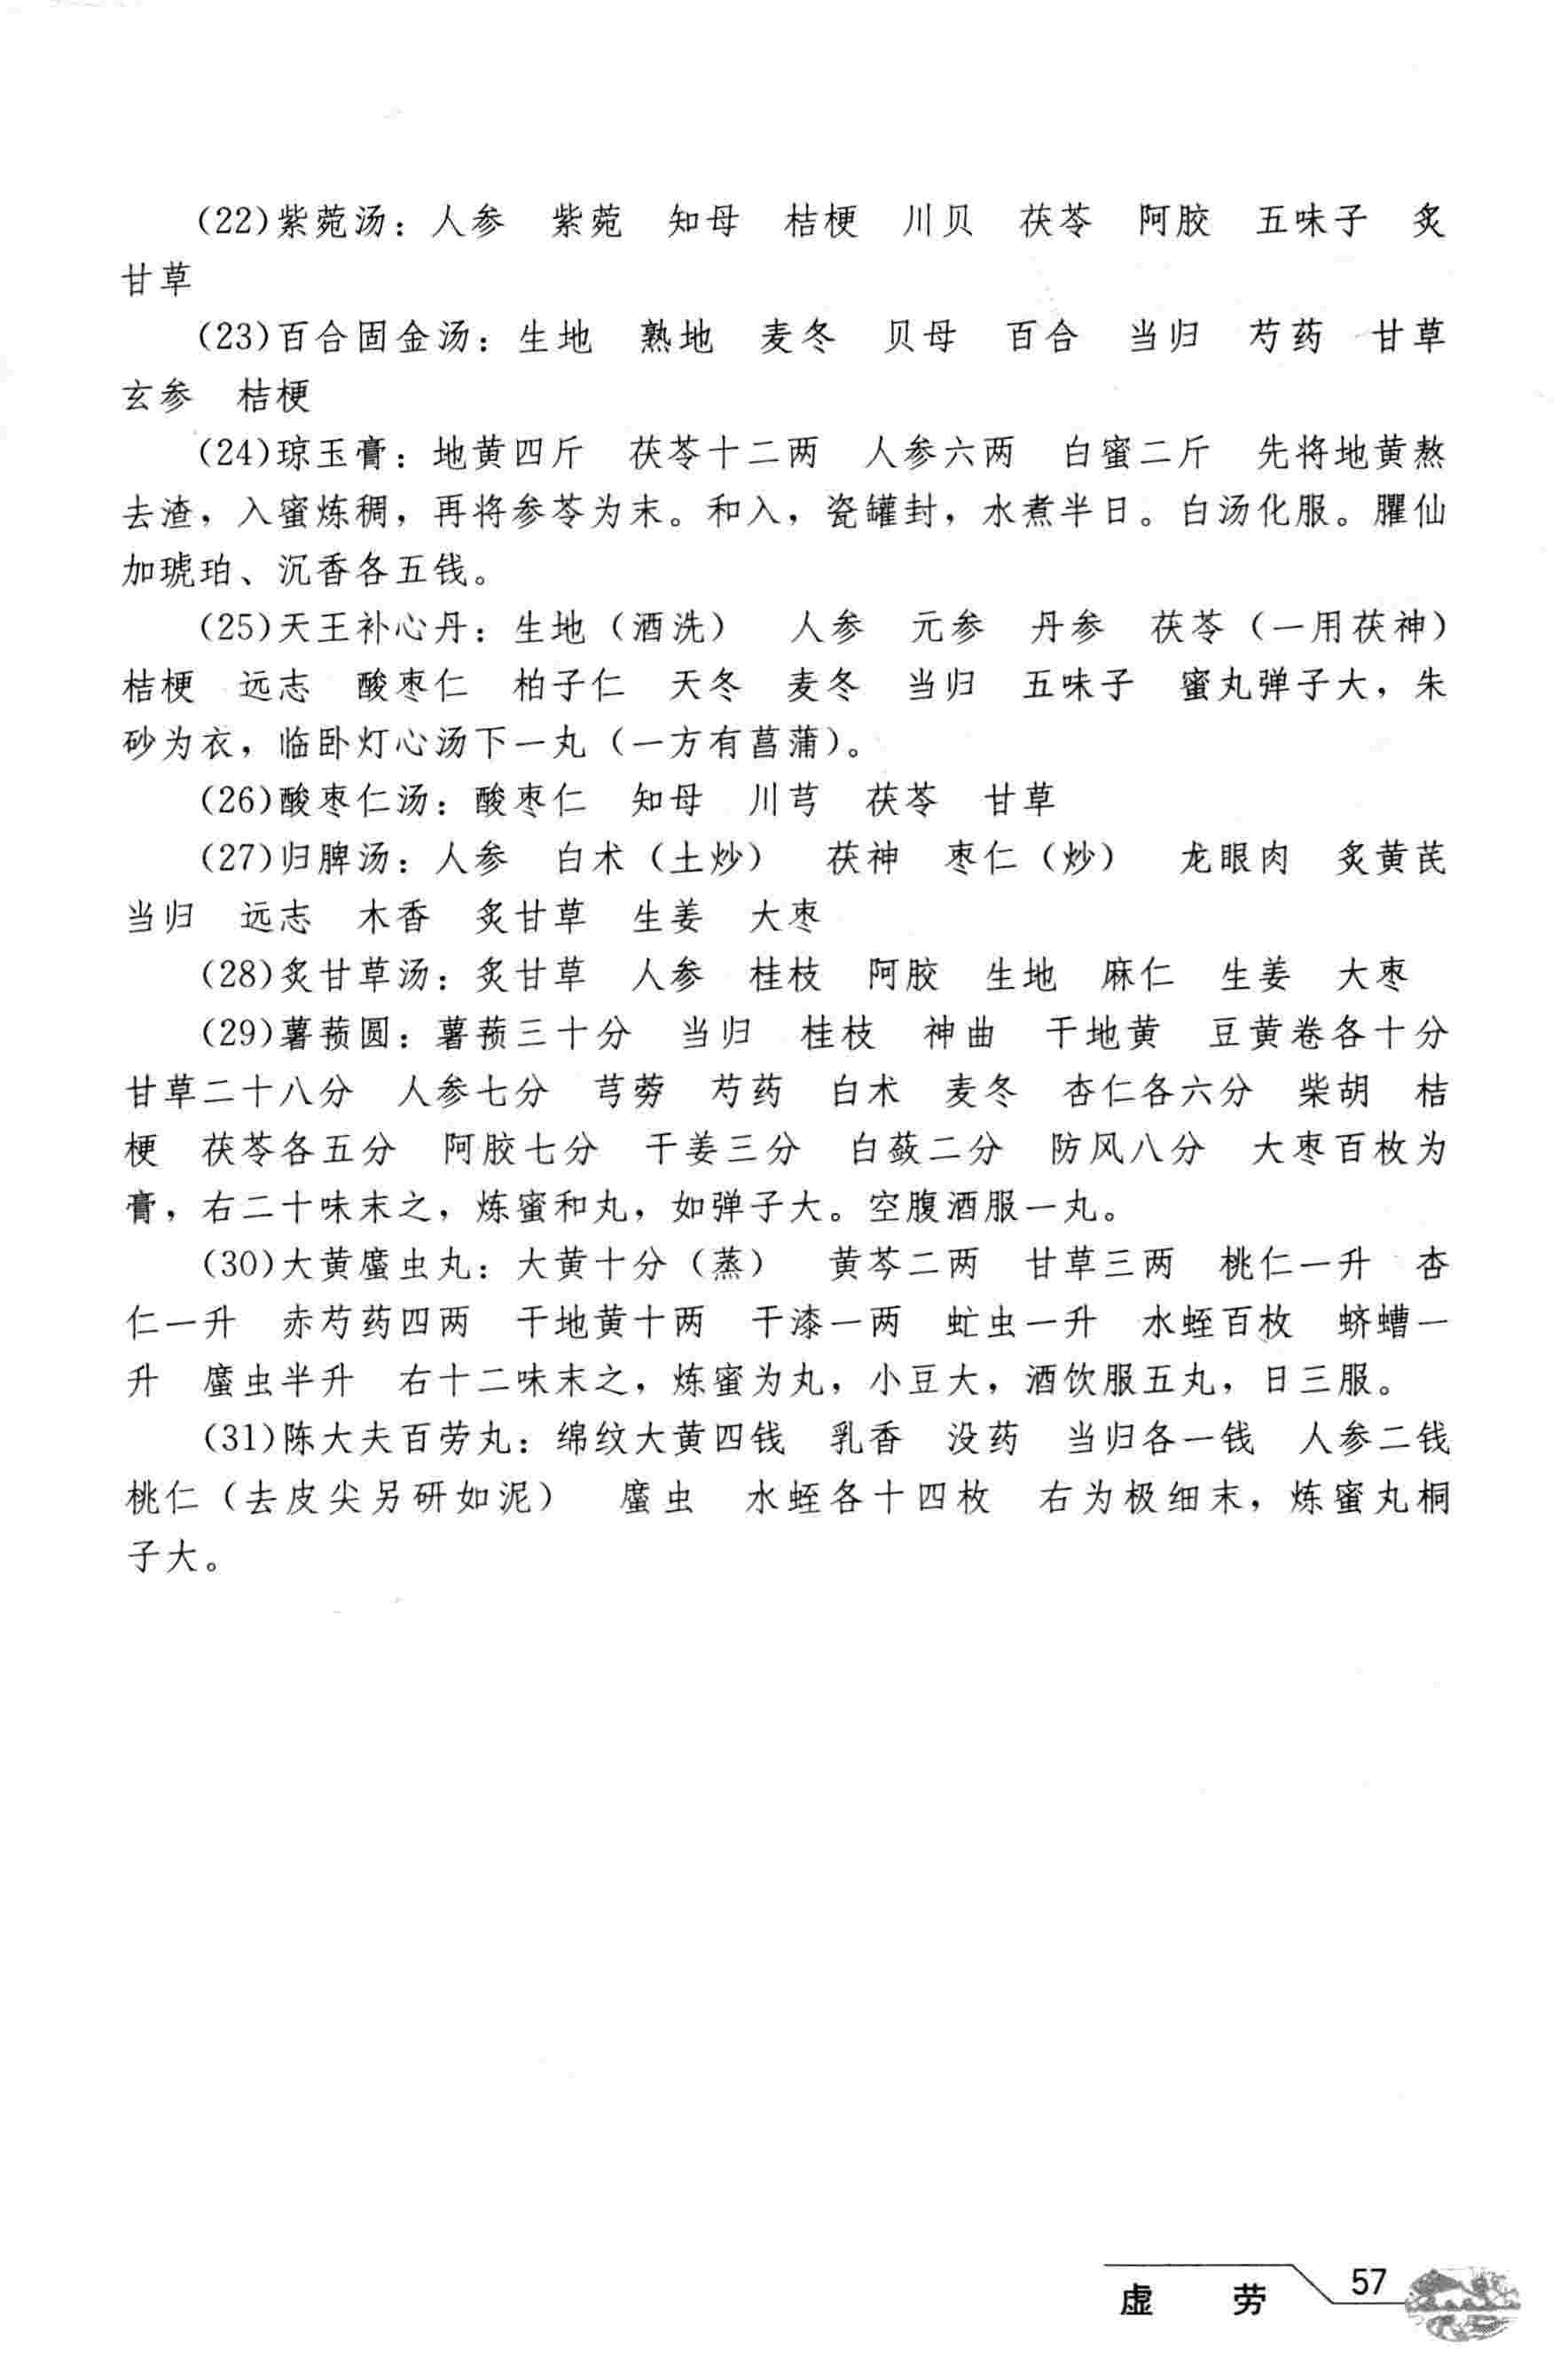 (22)紫菀汤：人参　紫菀　知母　桔梗　川贝　茯苓　阿胶　五味子　炙
甘草
(23)百合固金汤：生地　熟地　麦冬　贝母　百合　当归　芍药　甘草
玄参　桔梗
(24)琼玉膏：地黄四斤　茯苓十二两　人参六两　白蜜二斤　先将地黄熬
去渣，入蜜炼稠，再将参苓为末。和入，瓷罐封，水煮半日。白汤化服。臞仙
加琥珀、沉香各五钱。
(25)天王补心丹：生地（酒洗）　人参　元参　丹参　茯苓（一用茯神）
桔梗　远志　酸枣仁　柏子仁　天冬　麦冬　当归　五味子　蜜丸弹子大，朱
砂为衣，临卧灯心汤下一丸（一方有菖蒲）。
(26)酸枣仁汤：酸枣仁　知母　川芎　茯苓　甘草
(27)归脾汤：人参　白术（土炒）　茯神　枣仁（炒）　龙眼肉　炙黄芪
当归　远志　木香　炙甘草　生姜　大枣
(28)炙甘草汤：炙甘草　人参　桂枝　阿胶　生地　麻仁　生姜　大枣
(29)薯蓣圆：薯蓣三十分　当归　桂枝　神曲　干地黄　豆黄卷各十分
甘草二十八分　人参七分　芎䓖　芍药　白术　麦冬　杏仁各六分　柴胡　桔
梗　茯苓各五分　阿胶七分　干姜三分　白蔹二分　防风八分　大枣百枚为
膏，右二十味末之，炼蜜和丸，如弹子大。空腹酒服一丸。
(30)大黄䗪虫丸：大黄十分（蒸）　黄芩二两　甘草三两　桃仁一升　杏
仁一升　赤芍药四两　干地黄十两　干漆一两　虻虫一升　水蛭百枚　蛴螬一
升　䗪虫半升　右十二味末之，炼蜜为丸，小豆大，酒饮服五丸，日三服。
(31)陈大夫百劳丸：绵纹大黄四钱　乳香　没药　当归各一钱　人参二钱
桃仁（去皮尖另研如泥）　䗪虫　水蛭各十四枚　右为极细末，炼蜜丸桐
子大。
虚　劳　57